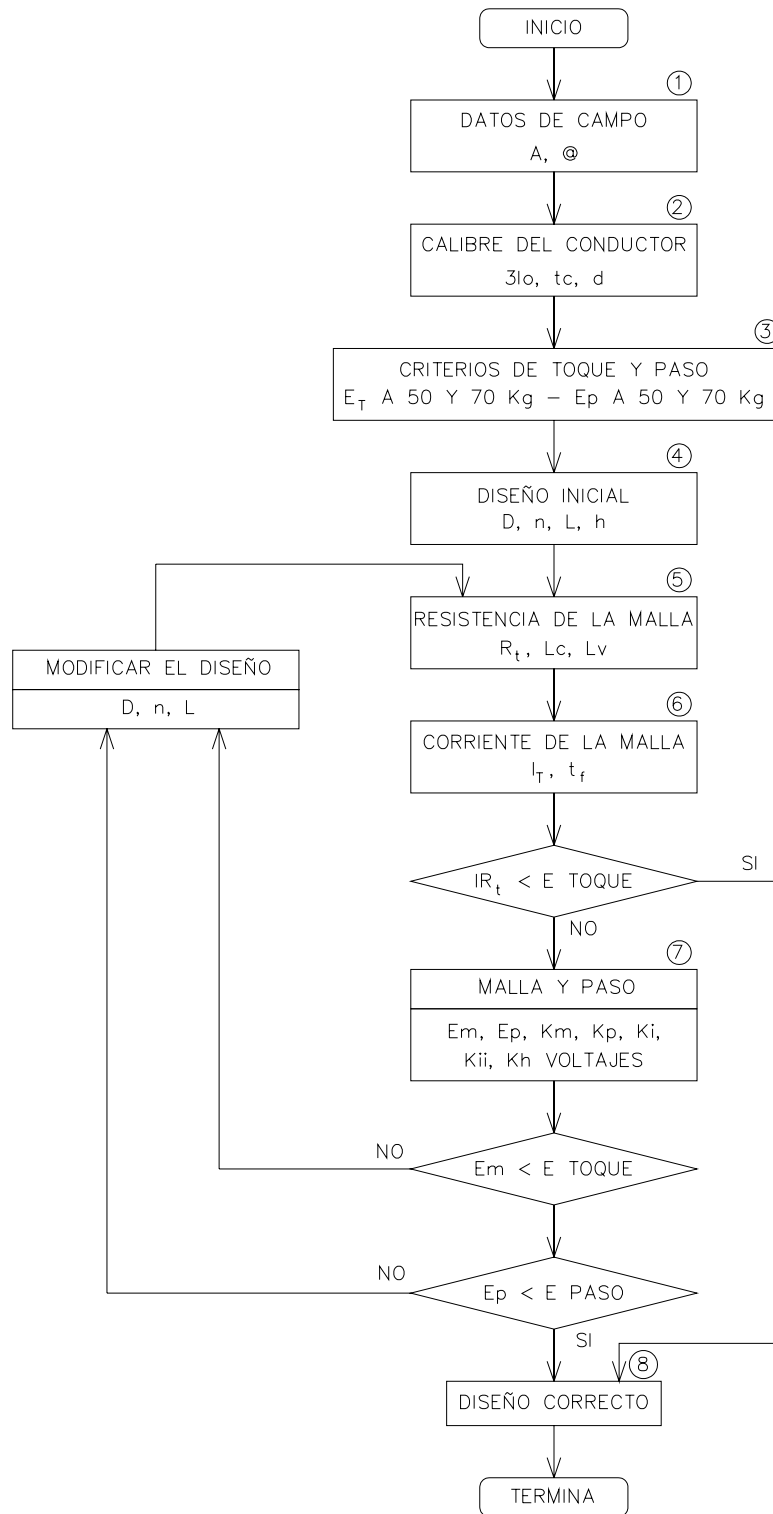 INICIO
1
DATOS DE CAMPO
A, @
2
CALIBRE DEL CONDUCTOR
3Io, tc, d
3
CRITERIOS DE TOQUE Y PASO
E_T A 50 Y 70 Kg – Ep A 50 Y 70 Kg
4
DISEÑO INICIAL
D, n, L, h
5
RESISTENCIA DE LA MALLA
R_t, Lc, Lv
MODIFICAR EL DISEÑO
D, n, L
6
CORRIENTE DE LA MALLA
I_T, t_f
IR_t < E TOQUE
SI
NO
7
MALLA Y PASO
Em, Ep, Km, Kp, Ki,
Kii, Kh VOLTAJES
NO
Em < E TOQUE
NO
Ep < E PASO
SI
8
DISEÑO CORRECTO
TERMINA